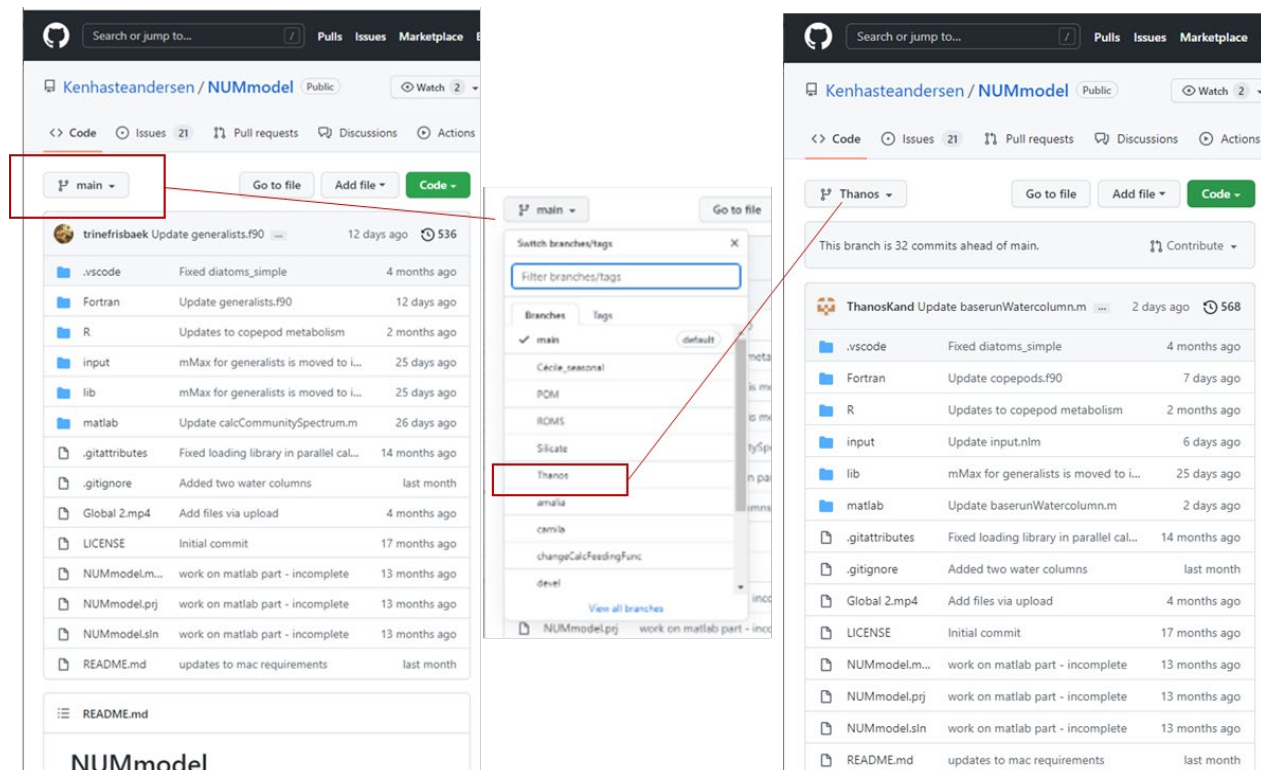 Search or jump to... /
Pulls Issues Marketplace
Kenhasteandersen / NUMmodel Public
Watch 2
Code Issues 21 Pull requests Discussions Actions
main
Go to file Add file Code
trinefrisbaek Update generalists.f90 ... 12 days ago 536
.vscode Fixed diatoms_simple 4 months ago
Fortran Update generalists.f90 12 days ago
R Updates to copepod metabolism 2 months ago
input mMax for generalists is moved to i... 25 days ago
lib mMax for generalists is moved to i... 25 days ago
matlab Update calcCommunitySpectrum.m 26 days ago
.gitattributes Fixed loading library in parallel cal... 14 months ago
.gitignore Added two water columns last month
Global 2.mp4 Add files via upload 4 months ago
LICENSE Initial commit 17 months ago
NUMmodel.m... work on matlab part - incomplete 13 months ago
NUMmodel.prj work on matlab part - incomplete 13 months ago
NUMmodel.sln work on matlab part - incomplete 13 months ago
README.md updates to mac requirements last month
README.md
NUMmodel
main Go to file
Switch branches/tags
Filter branches/tags
Branches Tags
main default
Cécile_seasonal
POM
ROMS
Silicate
Thanos
amalia
camila
changeCalcFeedingFunc
devel
View all branches
NUMmodel.prj work on matlab part - inco
Search or jump to... /
Pulls Issues Marketplace
Kenhasteandersen / NUMmodel Public
Watch 2
Code Issues 21 Pull requests Discussions Actions
Thanos
Go to file Add file Code
This branch is 32 commits ahead of main. Contribute
ThanosKand Update baserunWatercolumn.m ... 2 days ago 568
.vscode Fixed diatoms_simple 4 months ago
Fortran Update copepods.f90 7 days ago
R Updates to copepod metabolism 2 months ago
input Update input.nlm 6 days ago
lib mMax for generalists is moved to i... 25 days ago
matlab Update baserunWatercolumn.m 2 days ago
.gitattributes Fixed loading library in parallel cal... 14 months ago
.gitignore Added two water columns last month
Global 2.mp4 Add files via upload 4 months ago
LICENSE Initial commit 17 months ago
NUMmodel.m... work on matlab part - incomplete 13 months ago
NUMmodel.prj work on matlab part - incomplete 13 months ago
NUMmodel.sln work on matlab part - incomplete 13 months ago
README.md updates to mac requirements last month